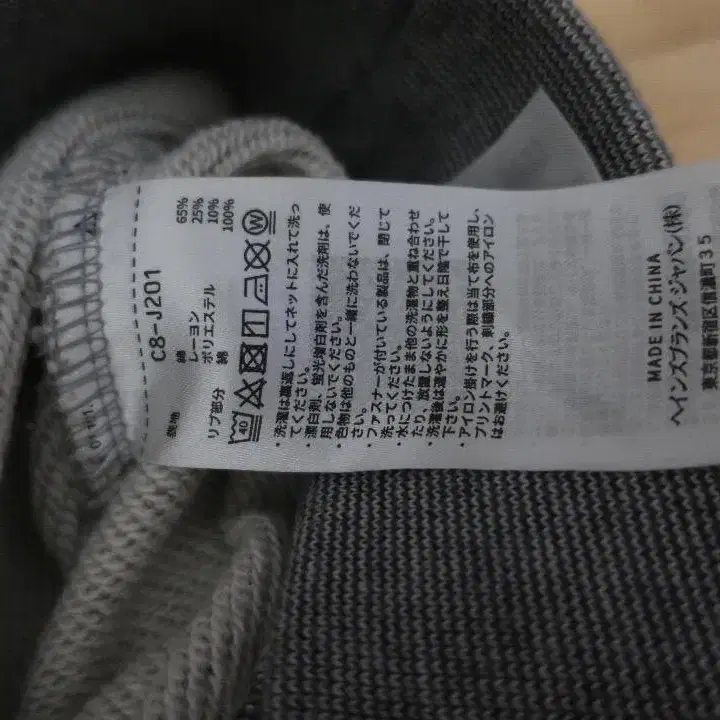 C8-J201
綿 65%
レーヨン 25%
ポリエステル 10%
リブ部分 綿 100%
40
W
・洗濯は裏返しにしてネットに入れて洗っ
てください。
・漂白剤、蛍光増白剤を含んだ洗剤は、使
用しないでください。
・色物は他のものと一緒に洗わないでくだ
さい。
・ファスナーが付いている製品は、閉じて
洗ってください。
・水につけたまま他の洗濯物と重ね合わせ
たり、放置しないようにしてください。
・洗濯後は速やかに形を整え日陰で干して
下さい。
・アイロン掛けを行う際は当て布を使用し、
プリントマーク、刺繍部分へのアイロン
はお避けください。
MADE IN CHINA
ヘインズブランズ ジャパン(株)
東京都新宿区信濃町35